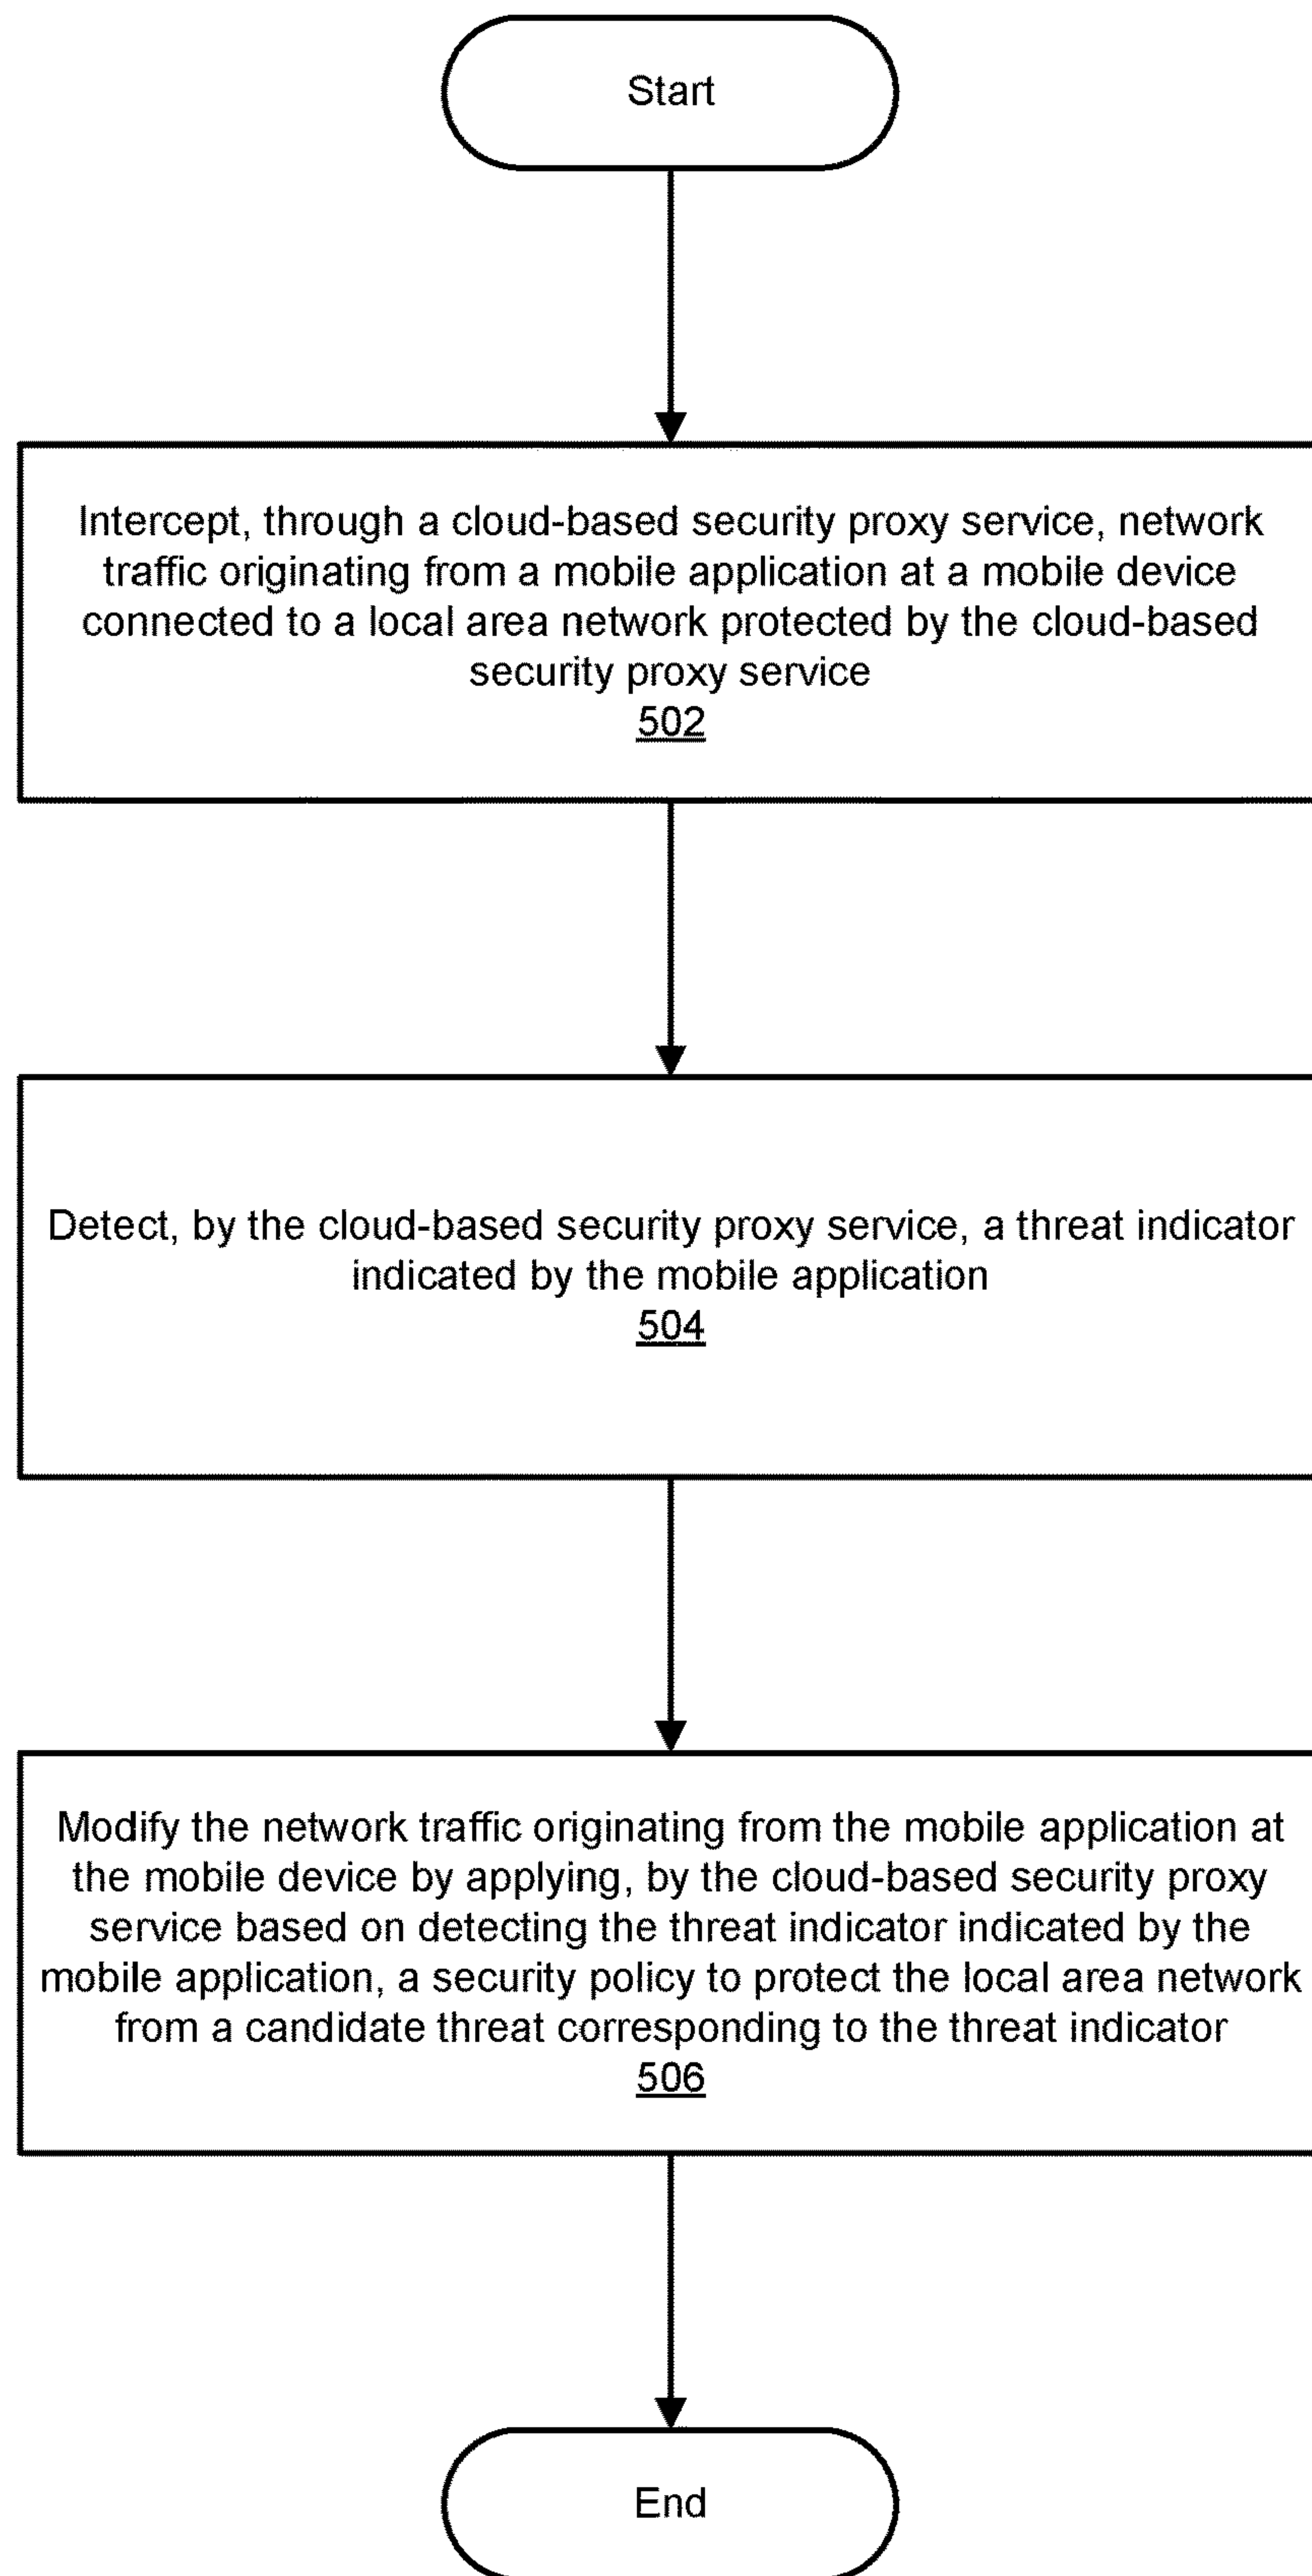 Start
Intercept, through a cloud-based security proxy service, network
traffic originating from a mobile application at a mobile device
connected to a local area network protected by the cloud-based
security proxy service
502
Detect, by the cloud-based security proxy service, a threat indicator
indicated by the mobile application
504
Modify the network traffic originating from the mobile application at
the mobile device by applying, by the cloud-based security proxy
service based on detecting the threat indicator indicated by the
mobile application, a security policy to protect the local area network
from a candidate threat corresponding to the threat indicator
506
End